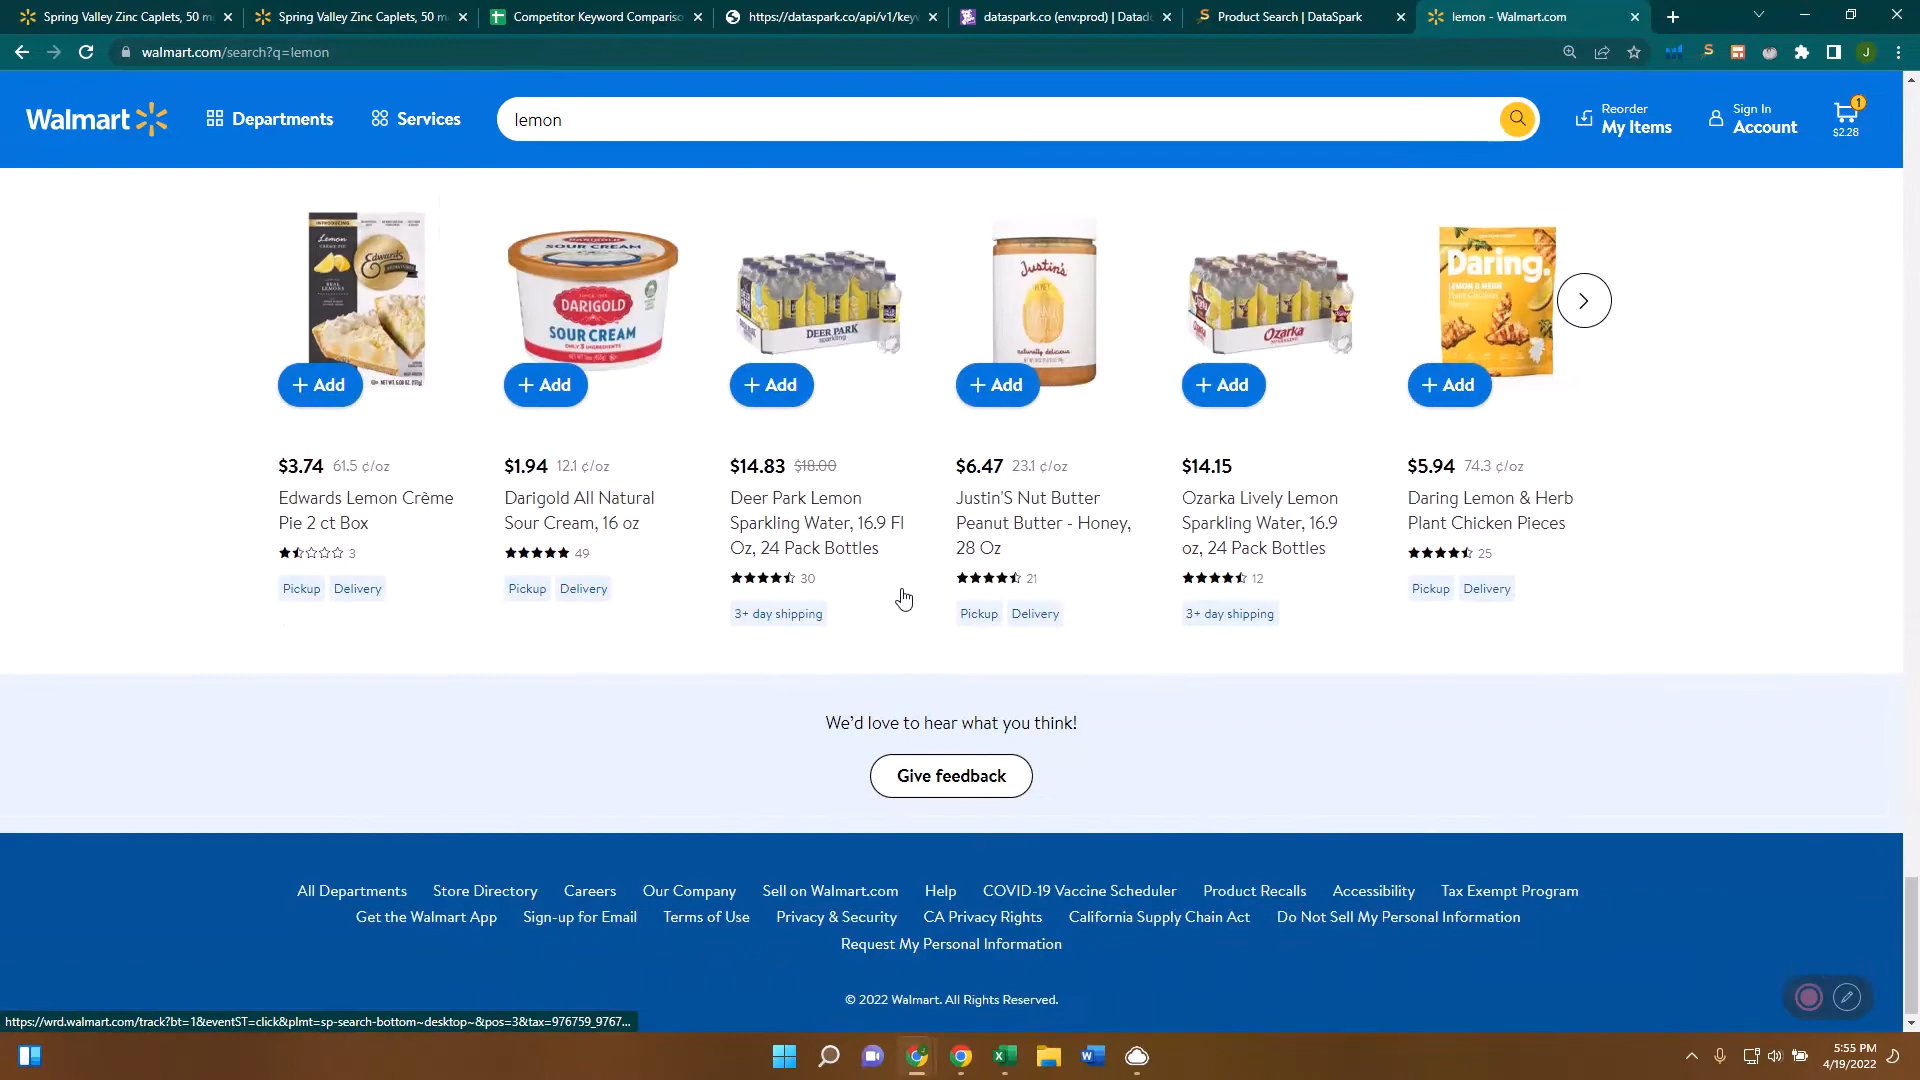 Spring Valley Zinc Caplets, 50 m
Spring Valley Zinc Caplets, 50 m
Competitor Keyword Comparis
https://dataspark.co/api/v1/key
dataspark.co (env:prod) | Datad
Product Search | DataSpark
lemon - Walmart.com
walmart.com/search?q=lemon
J
Walmart
Departments
Services
lemon
Reorder
My Items
Sign In
Account
1
$2.28
Lemon
CRÈME PIE
Edwards
DARIGOLD
SOUR CREAM
DEER PARK
sparkling
Justin's
HONEY
PEANUT
naturally delicious
Ozarka
Daring.
LEMON & HERB
+ Add
+ Add
+ Add
+ Add
+ Add
+ Add
$3.74 61.5 ¢/oz
Edwards Lemon Crème
Pie 2 ct Box
3
Pickup Delivery
$1.94 12.1 ¢/oz
Darigold All Natural
Sour Cream, 16 oz
49
Pickup Delivery
$14.83 $18.00
Deer Park Lemon
Sparkling Water, 16.9 Fl
Oz, 24 Pack Bottles
30
3+ day shipping
$6.47 23.1 ¢/oz
Justin'S Nut Butter
Peanut Butter - Honey,
28 Oz
21
Pickup Delivery
$14.15
Ozarka Lively Lemon
Sparkling Water, 16.9
oz, 24 Pack Bottles
12
3+ day shipping
$5.94 74.3 ¢/oz
Daring Lemon & Herb
Plant Chicken Pieces
25
Pickup Delivery
We'd love to hear what you think!
Give feedback
All Departments Store Directory Careers Our Company Sell on Walmart.com Help COVID-19 Vaccine Scheduler Product Recalls Accessibility Tax Exempt Program
Get the Walmart App Sign-up for Email Terms of Use Privacy & Security CA Privacy Rights California Supply Chain Act Do Not Sell My Personal Information
Request My Personal Information
© 2022 Walmart. All Rights Reserved.
https://wrd.walmart.com/track?bt=1&eventST=click&plmt=sp-search-bottom~desktop~&pos=3&tax=976759_9767...
5:55 PM
4/19/2022